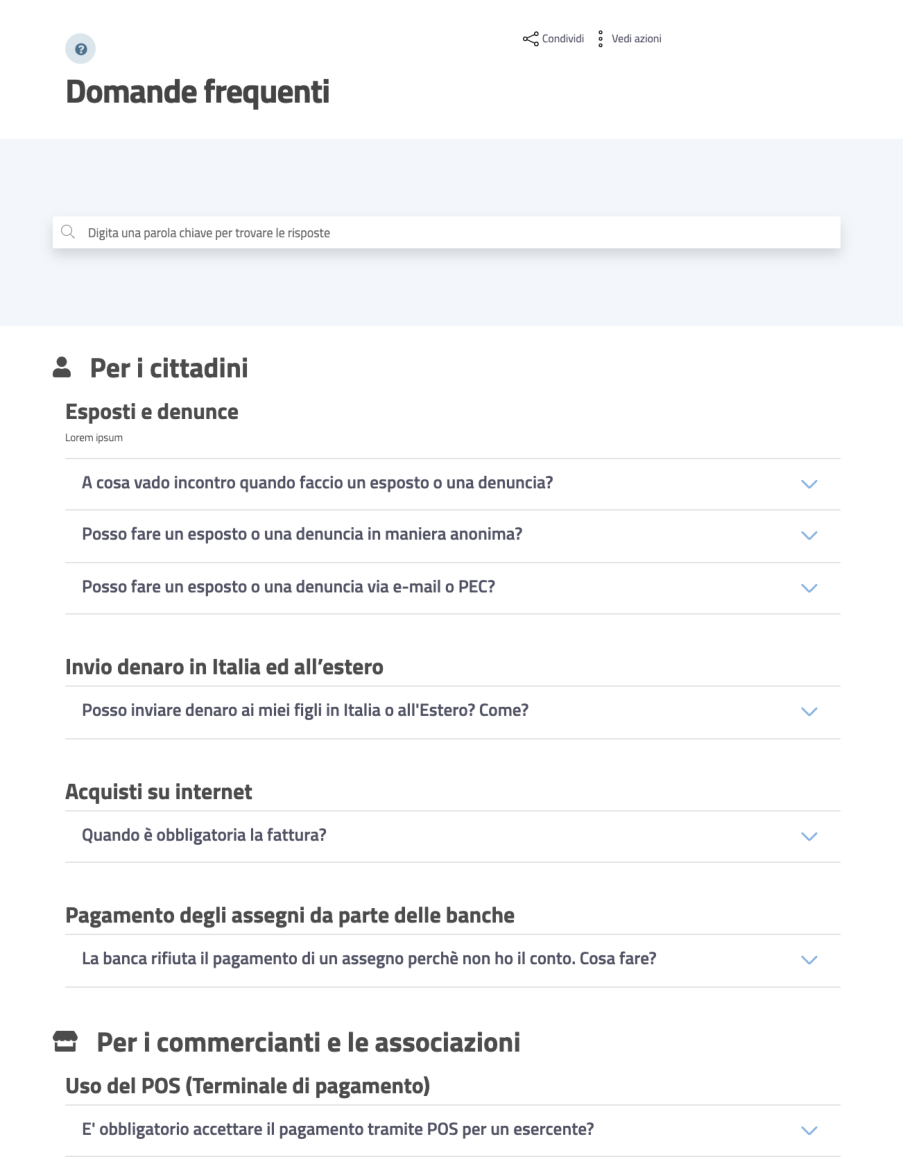 Condividi
Vedi azioni
Domande frequenti
Digita una parola chiave per trovare le risposte
Per i cittadini
Esposti e denunce
Lorem ipsum
A cosa vado incontro quando faccio un esposto o una denuncia?
Posso fare un esposto o una denuncia in maniera anonima?
Posso fare un esposto o una denuncia via e-mail o PEC?
Invio denaro in Italia ed all’estero
Posso inviare denaro ai miei figli in Italia o all'Estero? Come?
Acquisti su internet
Quando è obbligatoria la fattura?
Pagamento degli assegni da parte delle banche
La banca rifiuta il pagamento di un assegno perchè non ho il conto. Cosa fare?
Per i commercianti e le associazioni
Uso del POS (Terminale di pagamento)
E' obbligatorio accettare il pagamento tramite POS per un esercente?